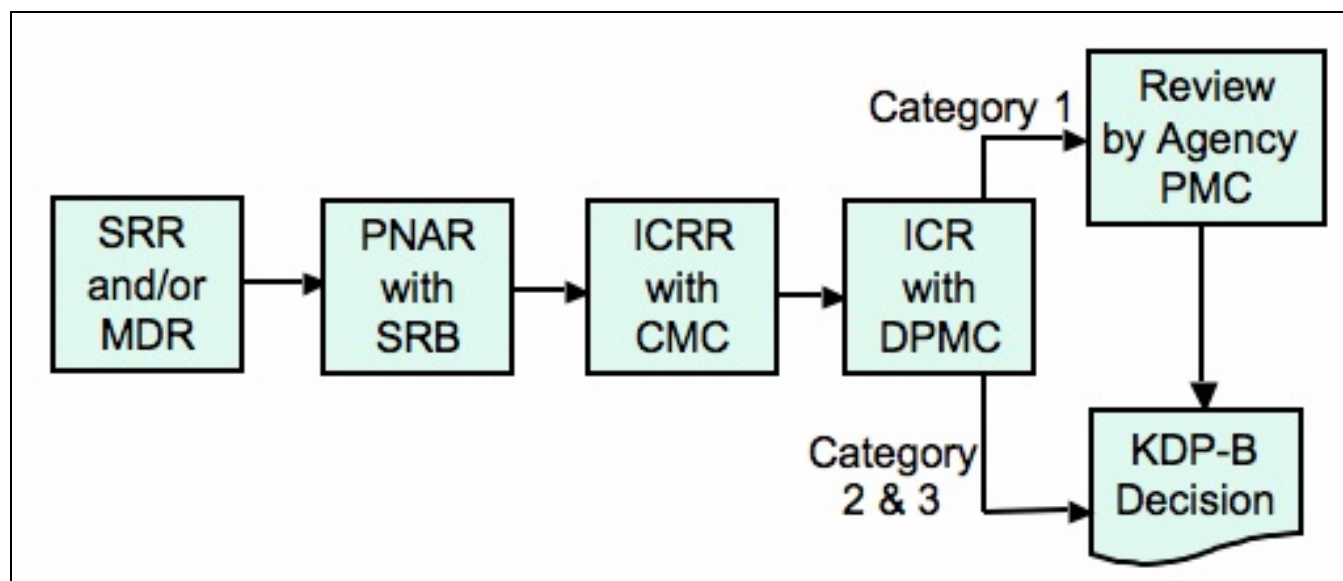 SRR
and/or
MDR
PNAR
with
SRB
ICRR
with
CMC
ICR
with
DPMC
Category 1
Review
by Agency
PMC
Category
2 & 3
KDP-B
Decision